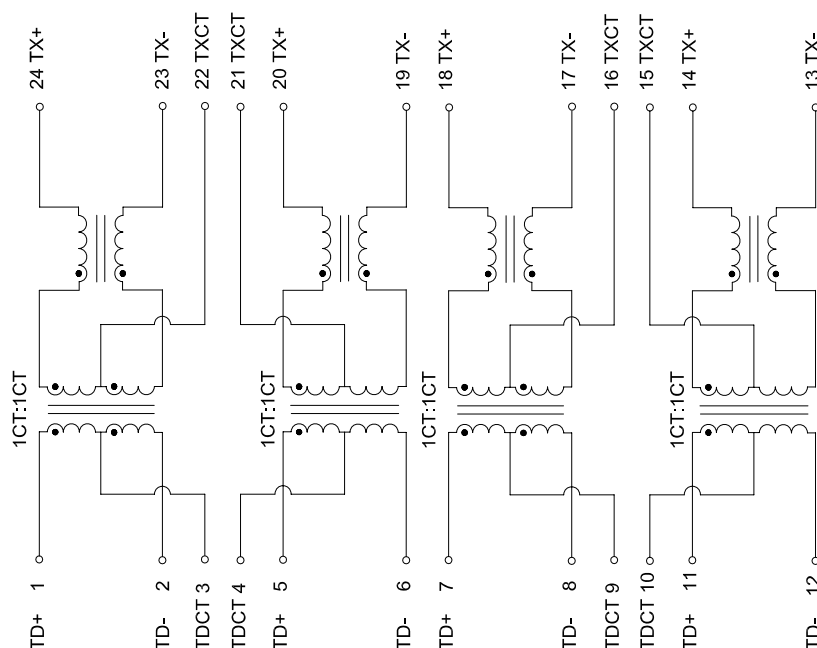 24 TX+
23 TX-
22 TXCT
21 TXCT
20 TX+
19 TX-
18 TX+
17 TX-
16 TXCT
15 TXCT
14 TX+
13 TX-
1CT:1CT
1CT:1CT
1CT:1CT
1CT:1CT
TD+ 1
TD- 2
TDCT 3
TDCT 4
TD+ 5
TD- 6
TD+ 7
TD- 8
TDCT 9
TDCT 10
TD+ 11
TD- 12